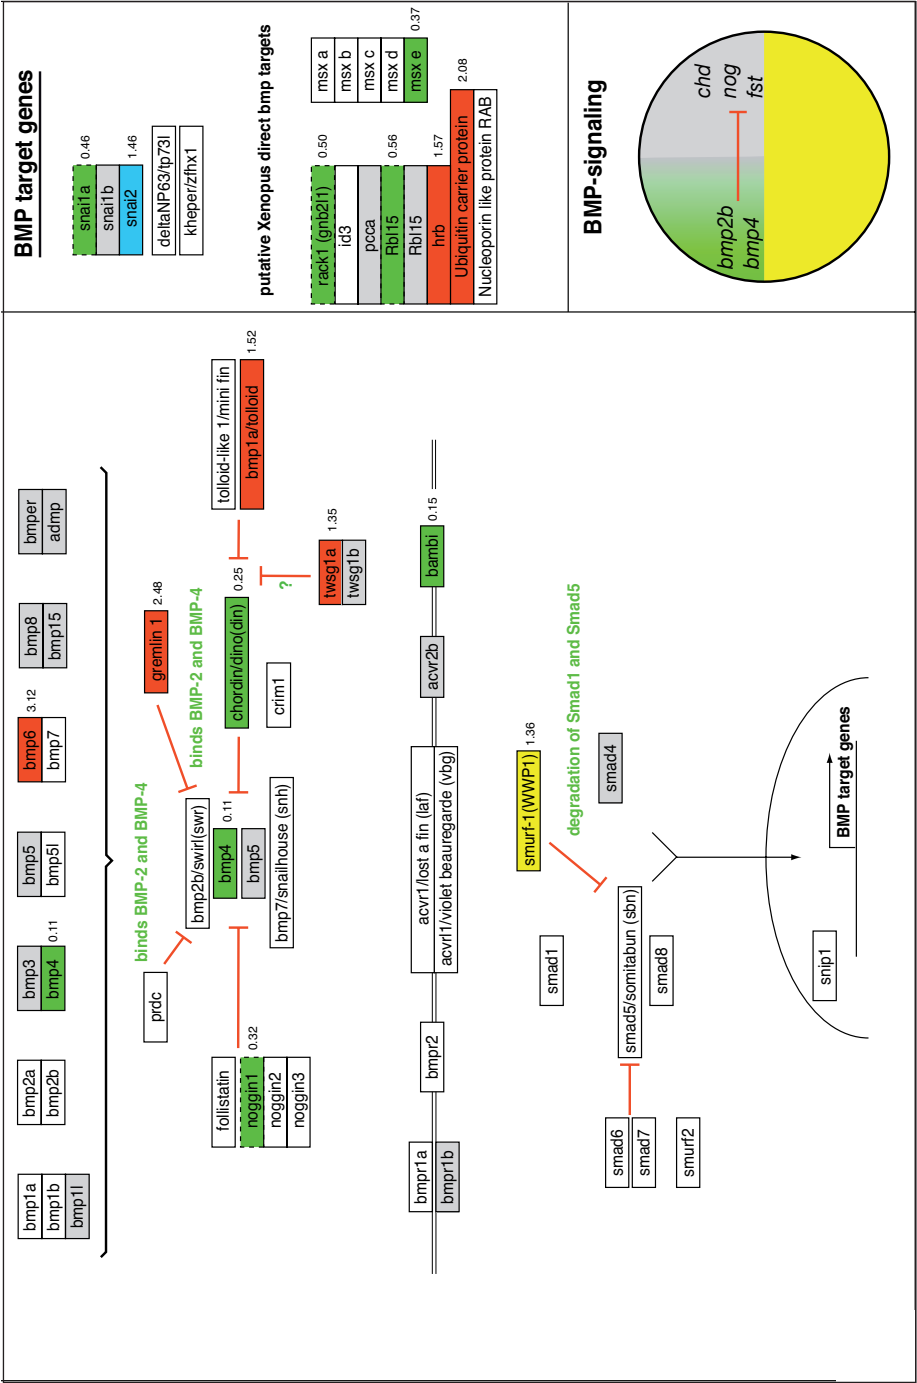 bmp1a
bmp1b
bmp1l
bmp2a
bmp2b
bmp3
bmp4
0.11
bmp5
bmp5l
bmp6
3.12
bmp7
bmp8
bmp15
bmper
admp
binds BMP-2 and BMP-4
prdc
gremlin 1
2.48
binds BMP-2 and BMP-4
follistatin
noggin1
0.32
noggin2
noggin3
bmp2b/swirl(swr)
bmp4
0.11
bmp5
bmp7/snailhouse (snh)
chordin/dino(din)
0.25
crim1
?
tolloid-like 1/mini fin
bmp1a/tolloid
1.52
twsg1a
1.35
twsg1b
bmpr1a
bmpr1b
bmpr2
acvr1/lost a fin (laf)
acvrl1/violet beauregarde (vbg)
acvr2b
bambi
0.15
smad1
smurf-1(WWP1)
1.36
degradation of Smad1 and Smad5
smad4
smad6
smad7
smurf2
smad5/somitabun (sbn)
smad8
snip1
BMP target genes
BMP target genes
snai1a
0.46
snai1b
snai2
1.46
deltaNP63/tp73l
kheper/zfhx1
putative Xenopus direct bmp targets
rack1 (gnb2l1)
0.50
id3
pcca
Rbl15
0.56
Rbl15
hrb
1.57
Ubiquitin carrier protein
2.08
Nucleoporin like protein RAB
msx a
msx b
msx c
msx d
msx e
0.37
BMP-signaling
bmp2b
bmp4
chd
nog
fst